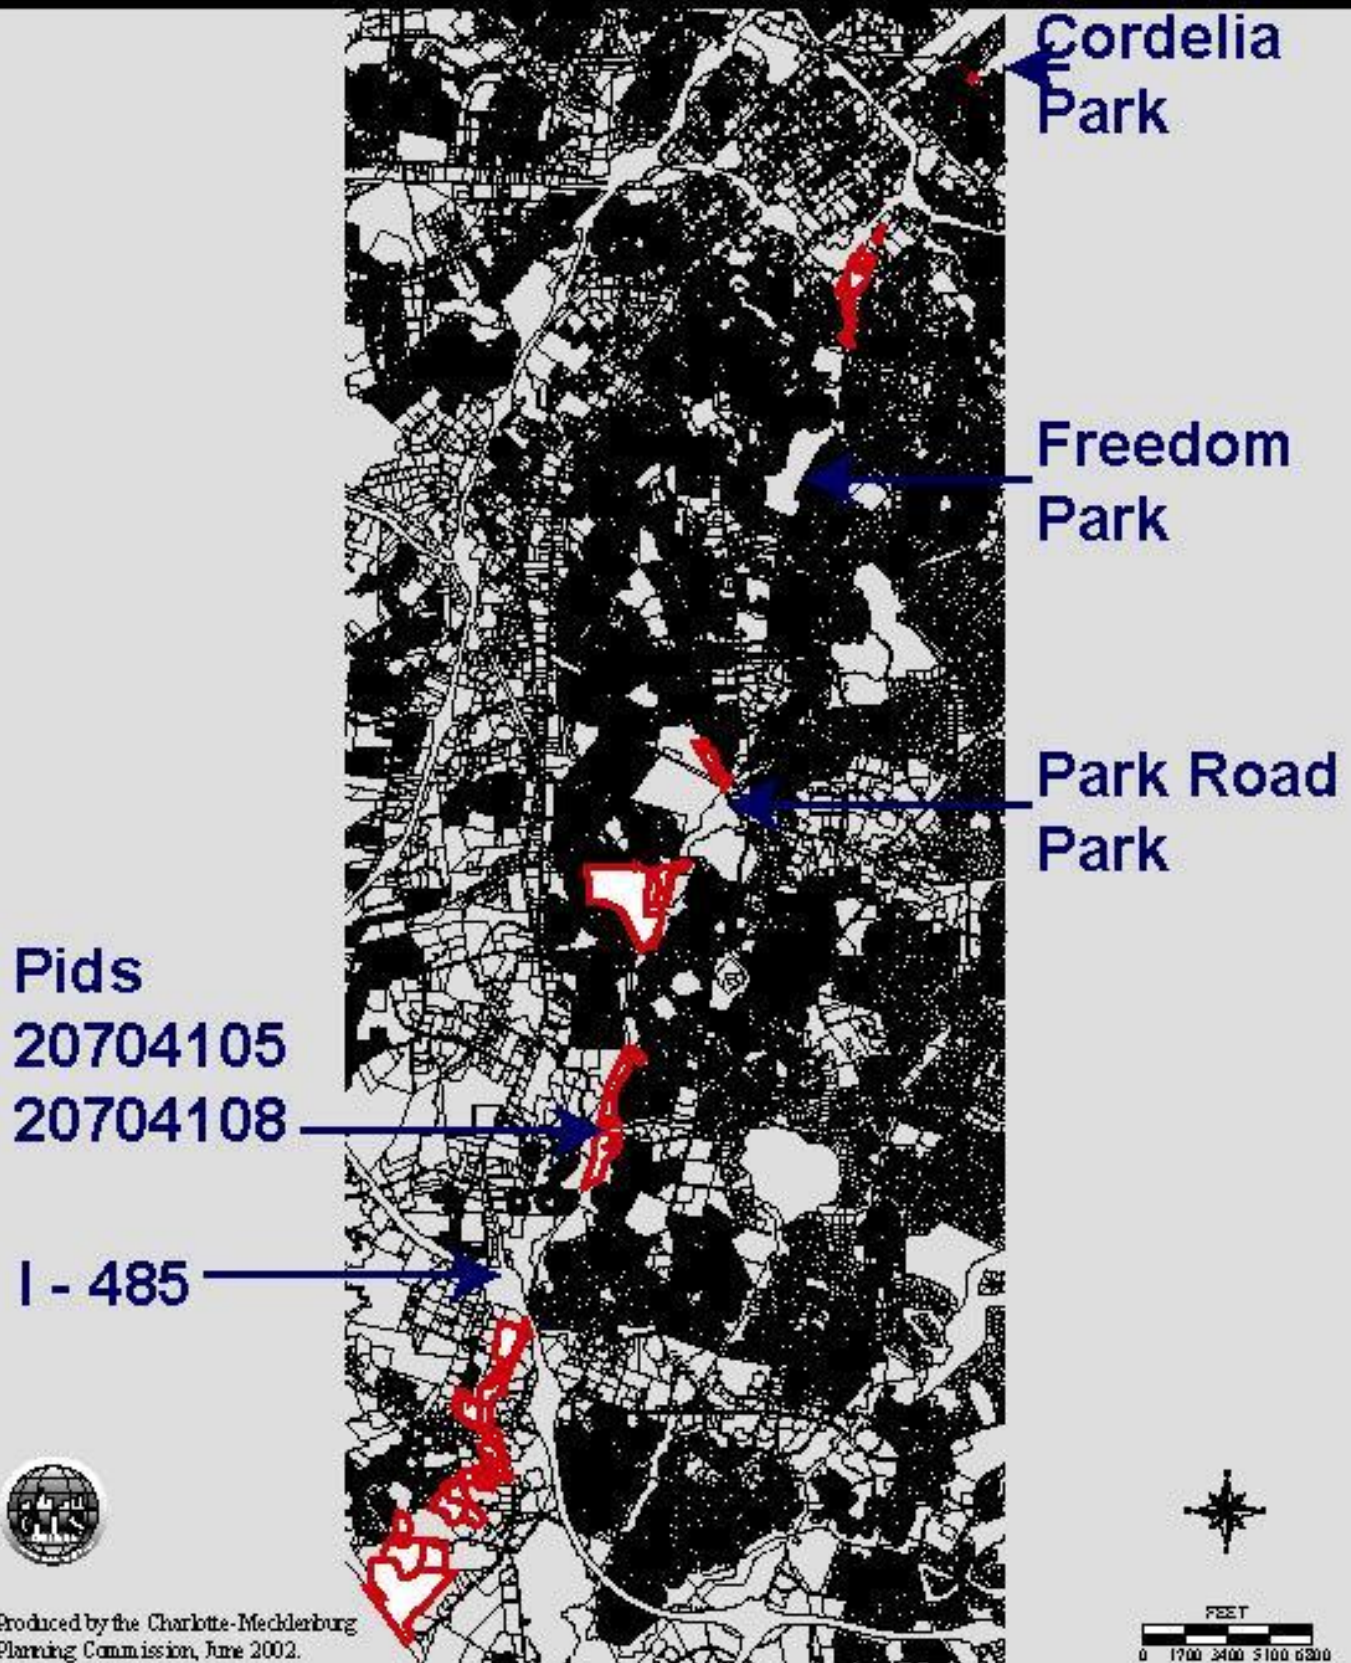 Cordelia
Park
Freedom
Park
Park Road
Park
Pids
20704105
20704108
I - 485
Produced by the Charlotte-Mecklenburg
Planning Commission, June 2002.
FEET
0 1700 3400 5100 6800